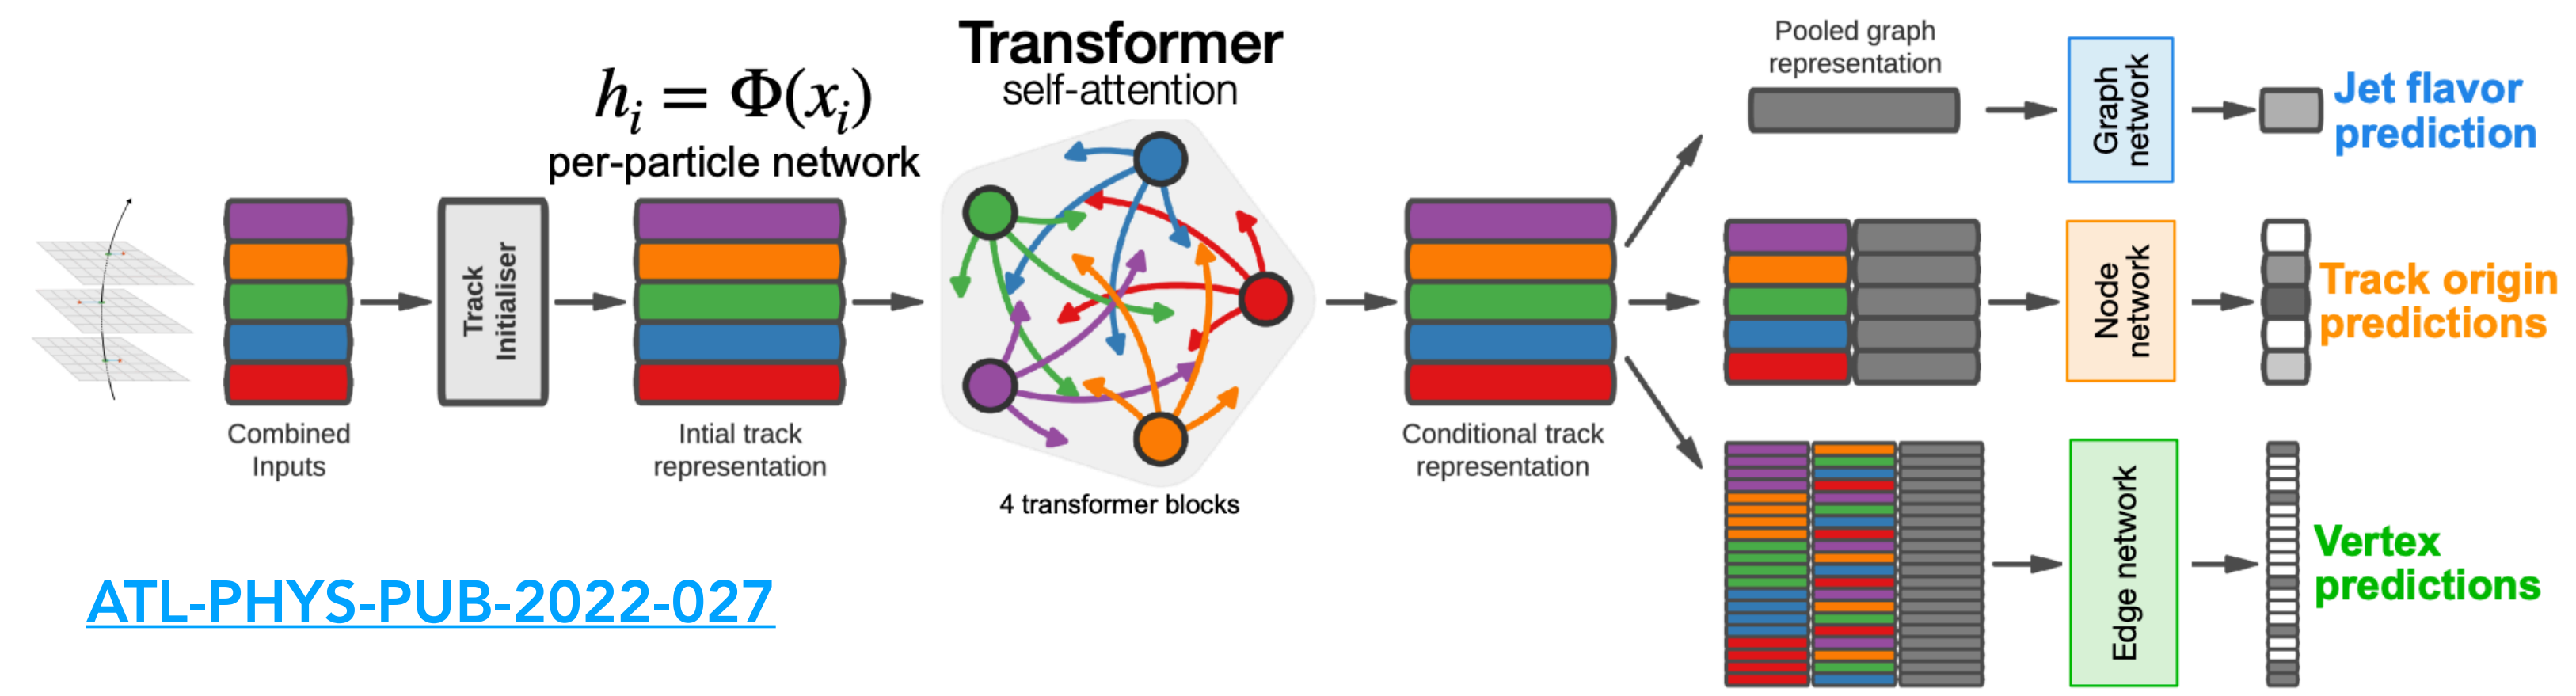 Transformer
self-attention
hᵢ = Φ(xᵢ)
per-particle network
Track
Initialiser
Combined
Inputs
Intial track
representation
4 transformer blocks
Conditional track
representation
Pooled graph
representation
Graph
network
Jet flavor
prediction
Node
network
Track origin
predictions
Edge network
Vertex
predictions
ATL-PHYS-PUB-2022-027